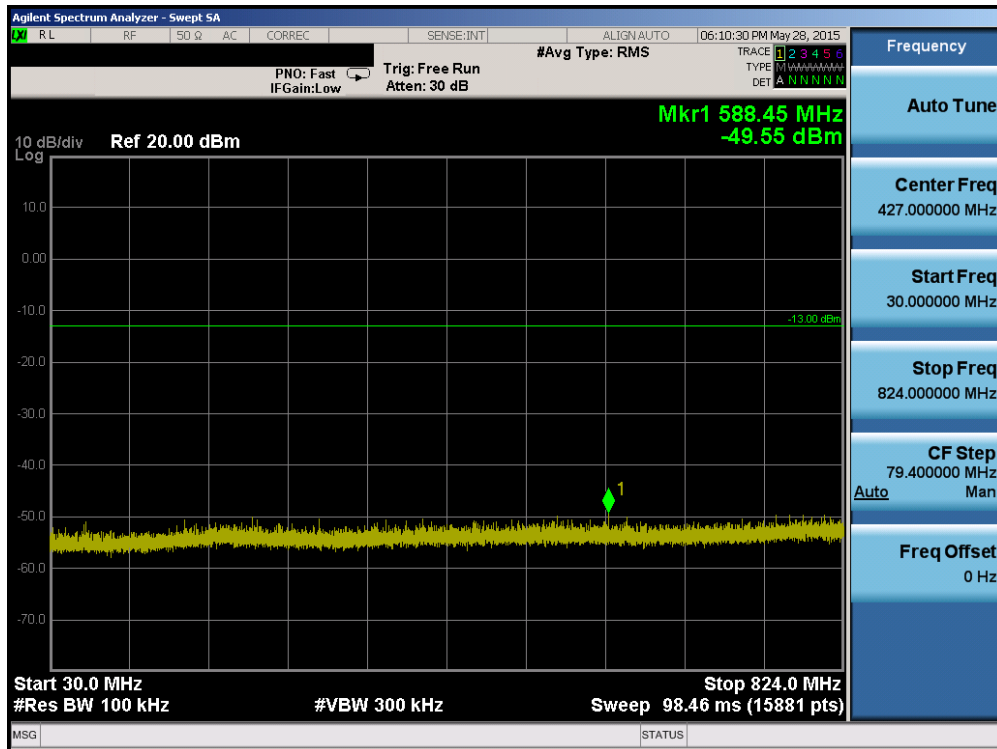 Agilent Spectrum Analyzer - Swept SA
LXI RL RF 50 Ω AC CORREC SENSE:INT ALIGN AUTO 06:10:30 PM May 28, 2015
#Avg Type: RMS TRACE 1 2 3 4 5 6
PNO: Fast Trig: Free Run TYPE M W W W W W
IFGain:Low Atten: 30 dB DET A N N N N N
Mkr1 588.45 MHz
-49.55 dBm
10 dB/div Ref 20.00 dBm
Log
10.0
0.00
-10.0
-13.00 dBm
-20.0
-30.0
-40.0
1
-50.0
-60.0
-70.0
Start 30.0 MHz Stop 824.0 MHz
#Res BW 100 kHz #VBW 300 kHz Sweep 98.46 ms (15881 pts)
MSG STATUS
Frequency
Auto Tune
Center Freq
427.000000 MHz
Start Freq
30.000000 MHz
Stop Freq
824.000000 MHz
CF Step
79.400000 MHz
Auto Man
Freq Offset
0 Hz